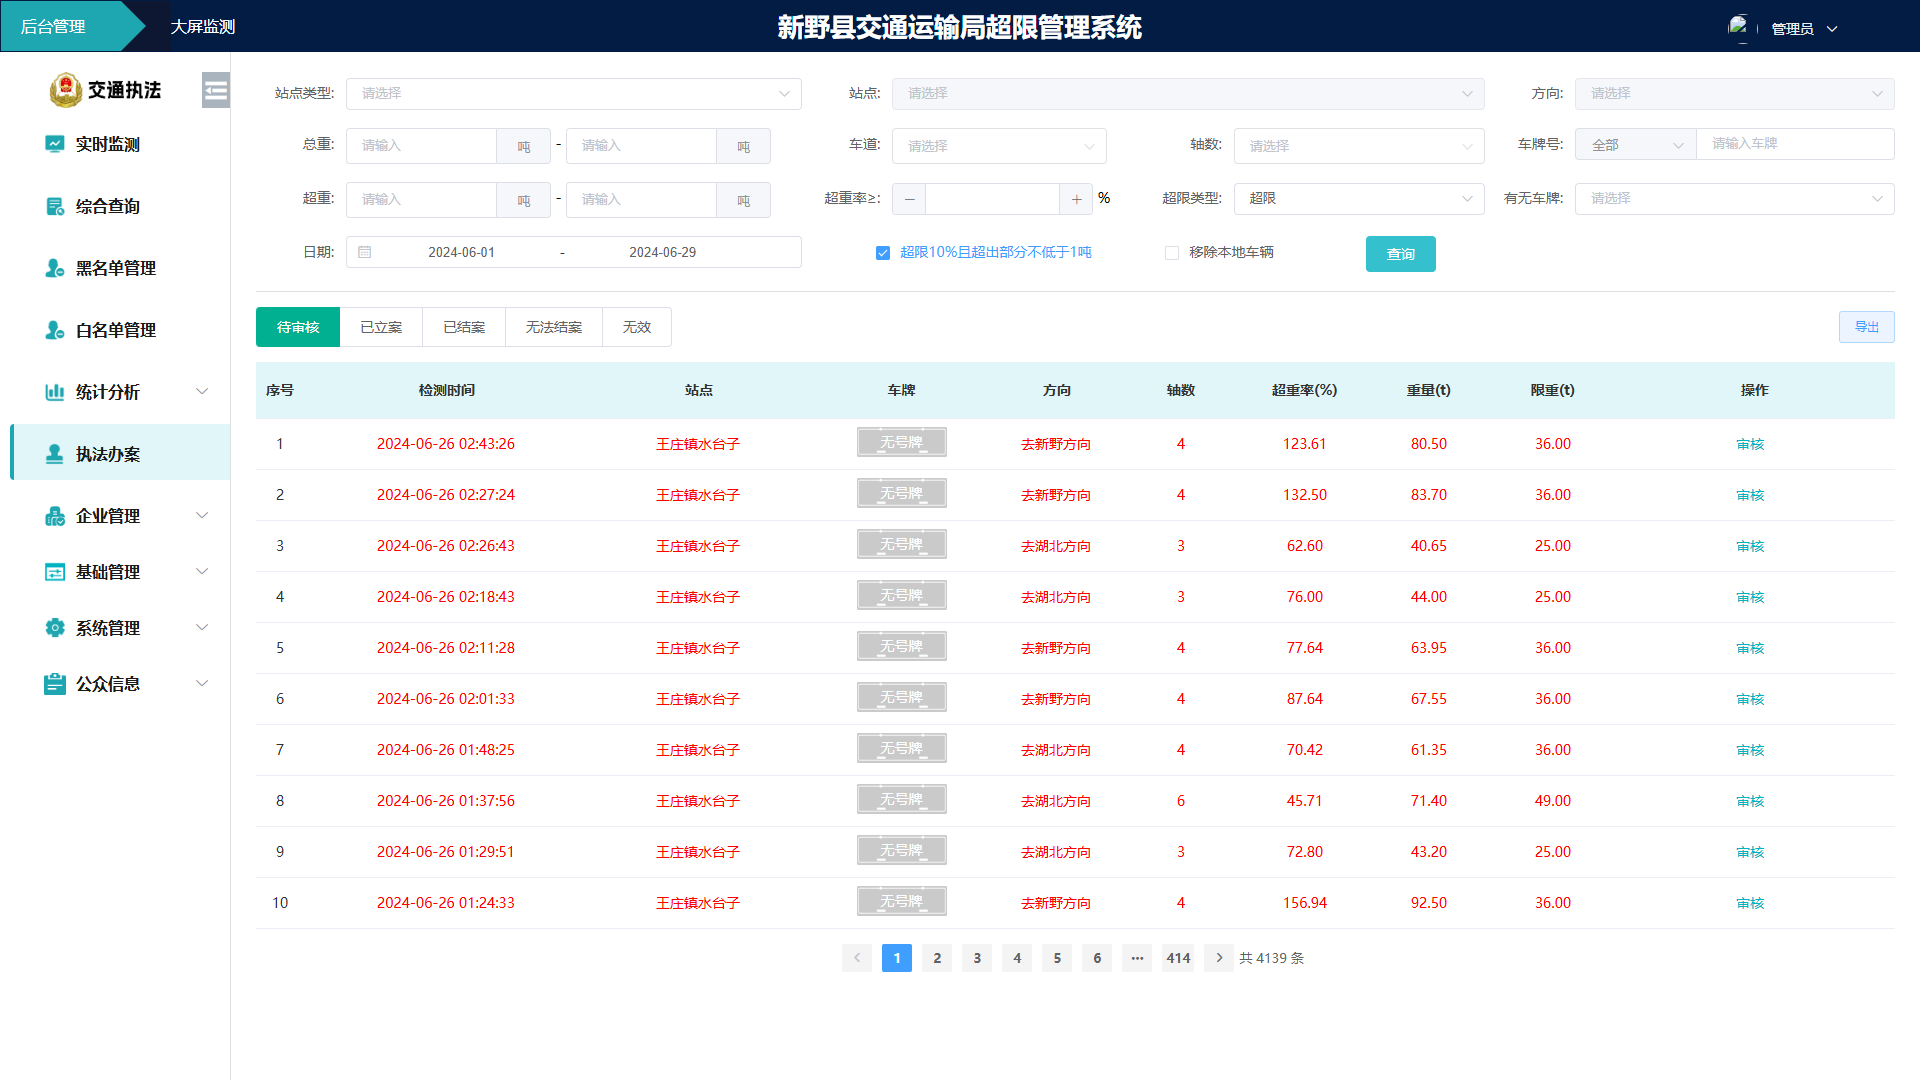 后台管理 大屏监测 新野县交通运输局超限管理系统 管理员
交通执法
实时监测
综合查询
黑名单管理
白名单管理
统计分析
执法办案
企业管理
基础管理
系统管理
公众信息
站点类型: 请选择 站点: 请选择 方向: 请选择
总重: 请输入 吨 - 请输入 吨 车道: 请选择 轴数: 请选择 车牌号: 全部 请输入车牌
超重: 请输入 吨 - 请输入 吨 超重率≥: − + % 超限类型: 超限 有无车牌: 请选择
日期: 2024-06-01 - 2024-06-29 超限10%且超出部分不低于1吨 移除本地车辆 查询
待审核 已立案 已结案 无法结案 无效 导出
序号 检测时间 站点 车牌 方向 轴数 超重率(%) 重量(t) 限重(t) 操作
1 2024-06-26 02:43:26 王庄镇水台子 无号牌 去新野方向 4 123.61 80.50 36.00 审核
2 2024-06-26 02:27:24 王庄镇水台子 无号牌 去新野方向 4 132.50 83.70 36.00 审核
3 2024-06-26 02:26:43 王庄镇水台子 无号牌 去湖北方向 3 62.60 40.65 25.00 审核
4 2024-06-26 02:18:43 王庄镇水台子 无号牌 去湖北方向 3 76.00 44.00 25.00 审核
5 2024-06-26 02:11:28 王庄镇水台子 无号牌 去新野方向 4 77.64 63.95 36.00 审核
6 2024-06-26 02:01:33 王庄镇水台子 无号牌 去新野方向 4 87.64 67.55 36.00 审核
7 2024-06-26 01:48:25 王庄镇水台子 无号牌 去湖北方向 4 70.42 61.35 36.00 审核
8 2024-06-26 01:37:56 王庄镇水台子 无号牌 去湖北方向 6 45.71 71.40 49.00 审核
9 2024-06-26 01:29:51 王庄镇水台子 无号牌 去湖北方向 3 72.80 43.20 25.00 审核
10 2024-06-26 01:24:33 王庄镇水台子 无号牌 去新野方向 4 156.94 92.50 36.00 审核
1 2 3 4 5 6 ··· 414 共 4139 条